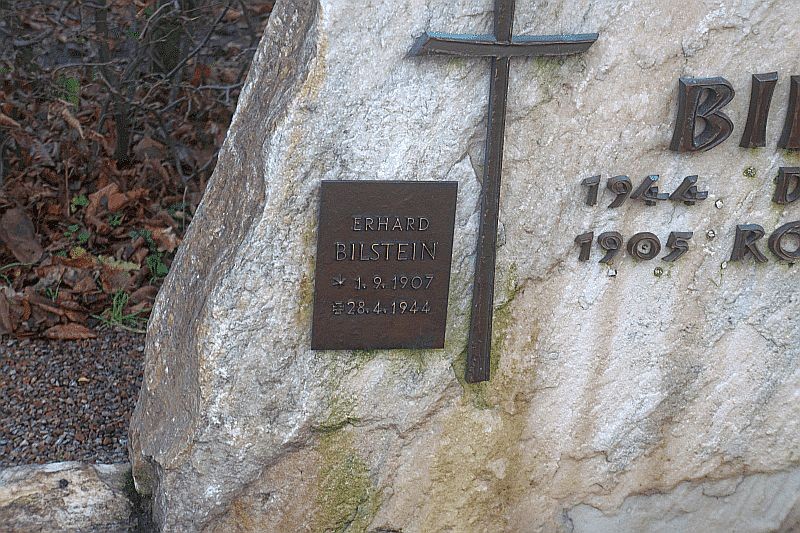 ERHARD
BILSTEIN
* 1.9.1907
28.4.1944
1944
1905